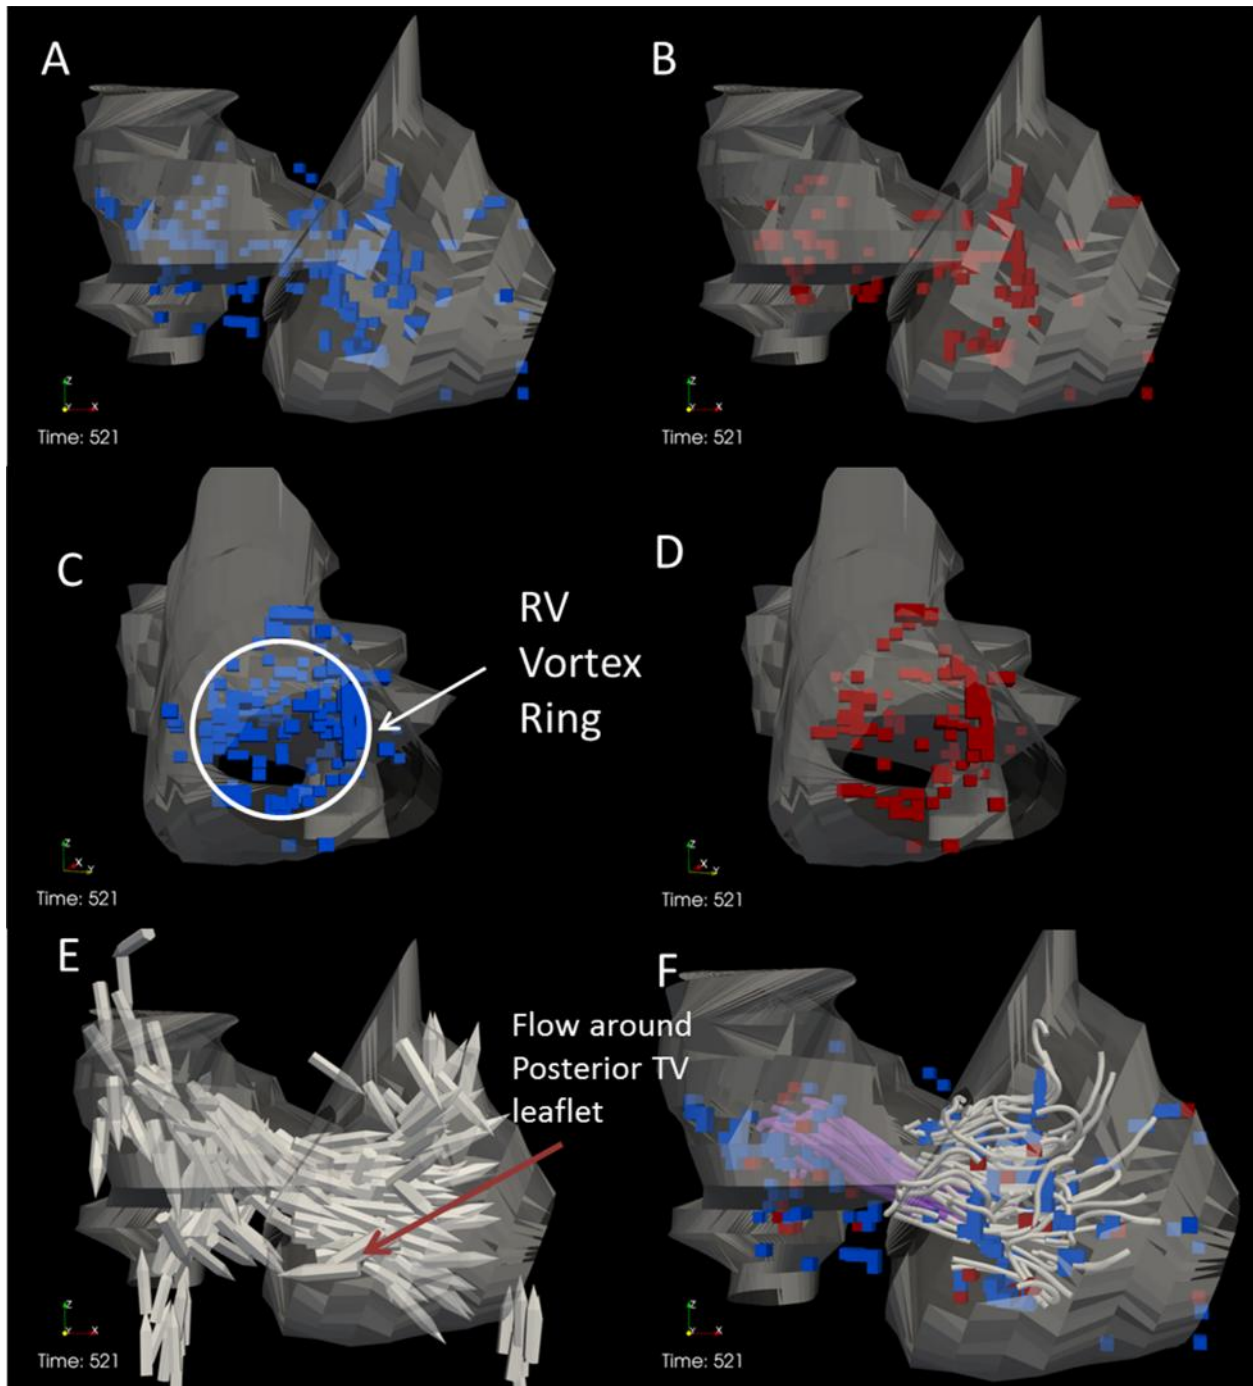 A
B
Z
Y X
Time: 521
Z
Y X
Time: 521
C
RV
Vortex
Ring
D
Z
X
Y
Time: 521
Z
X
Y
Time: 521
E
Flow around
Posterior TV
leaflet
F
Z
Y X
Time: 521
Z
Y X
Time: 521